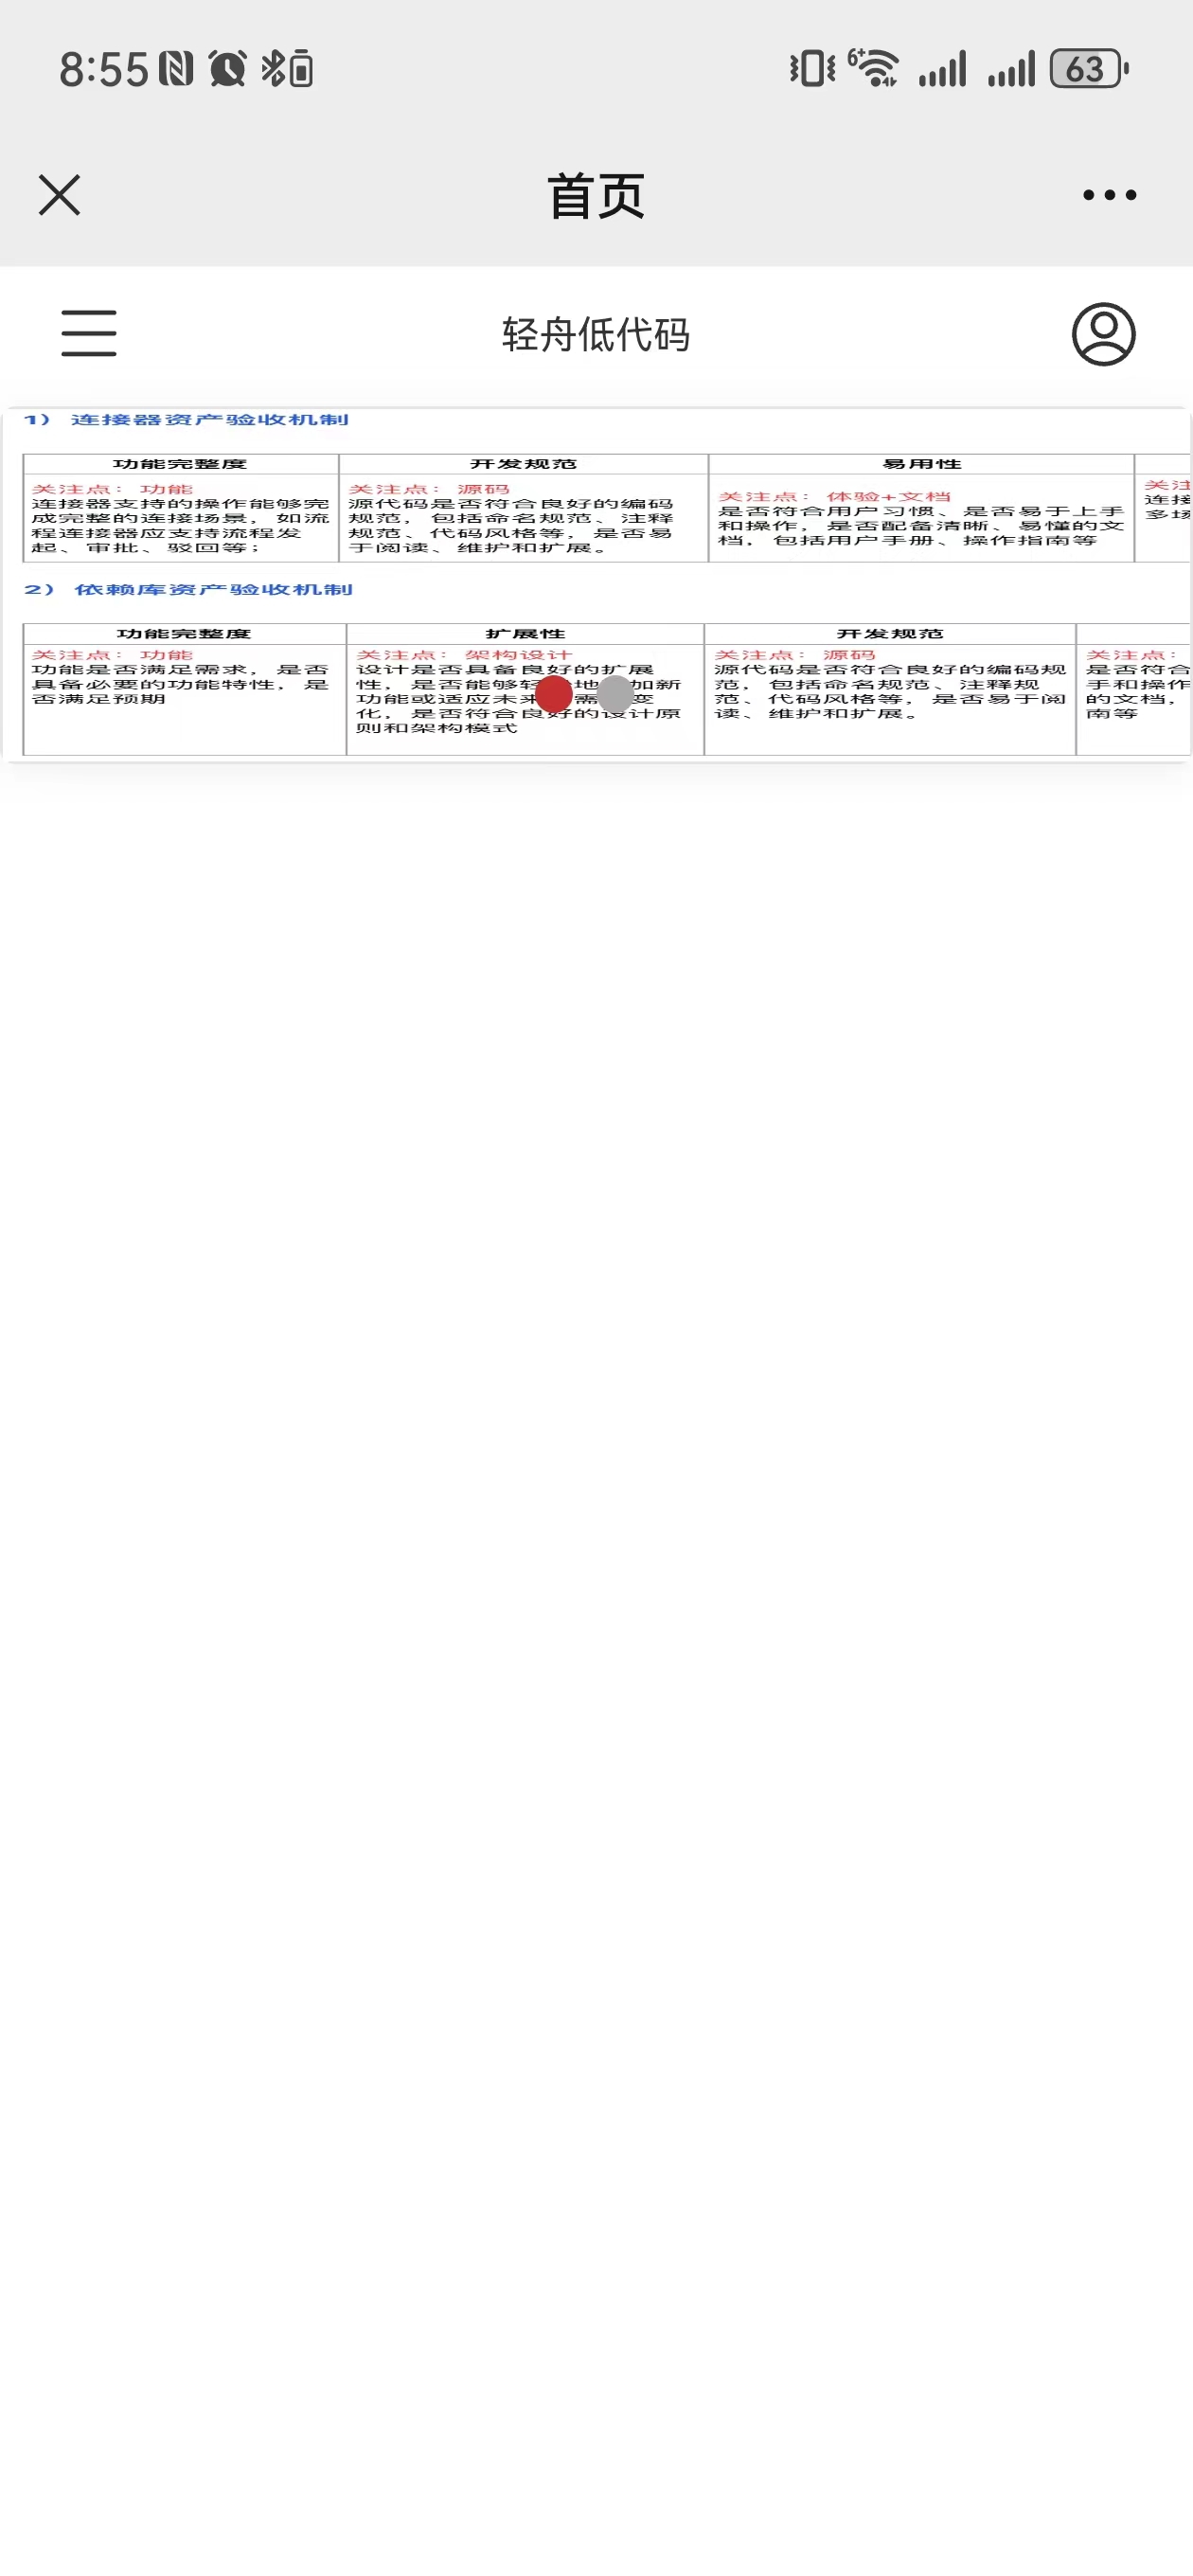 8:55
6+
63
首页
轻舟低代码
1） 连接器资产验收机制
功能完整度 开发规范 易用性
关注点：功能
连接器支持的操作能够完
成完整的连接场景，如流
程连接器应支持流程发
起、审批、驳回等；
关注点：源码
源代码是否符合良好的编码
规范，包括命名规范、注释
规范、代码风格等，是否易
于阅读、维护和扩展。
关注点：体验+文档
是否符合用户习惯、是否易于上手
和操作，是否配备清晰、易懂的文
档，包括用户手册、操作指南等
关注
连接
多场
2） 依赖库资产验收机制
功能完整度 扩展性 开发规范
关注点：功能
功能是否满足需求，是否
具备必要的功能特性，是
否满足预期
关注点：架构设计
设计是否具备良好的扩展
性，是否能够轻 地 加新
功能或适应未来 需 变
化，是否符合良好的设计原
则和架构模式
关注点：源码
源代码是否符合良好的编码规
范，包括命名规范、注释规
范、代码风格等，是否易于阅
读、维护和扩展。
关注点：
是否符合
手和操作
的文档，
南等